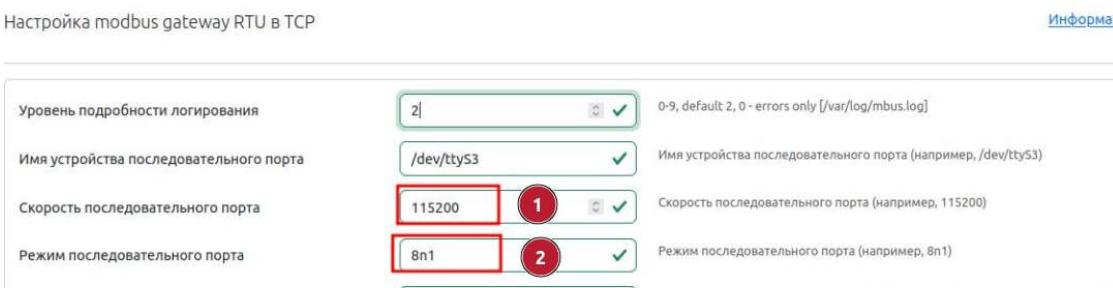 Настройка modbus gateway RTU в TCP
Информа
Уровень подробности логирования 2 0-9, default 2, 0 - errors only [/var/log/mbus.log]
Имя устройства последовательного порта /dev/ttyS3 Имя устройства последовательного порта (например, /dev/ttyS3)
Скорость последовательного порта 115200 1 Скорость последовательного порта (например, 115200)
Режим последовательного порта 8n1 2 Режим последовательного порта (например, 8n1)